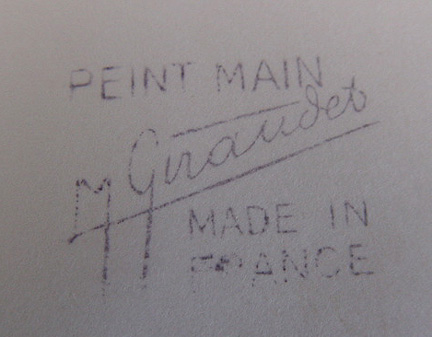 PEINT MAIN
M Giraudet
MADE IN
FRANCE